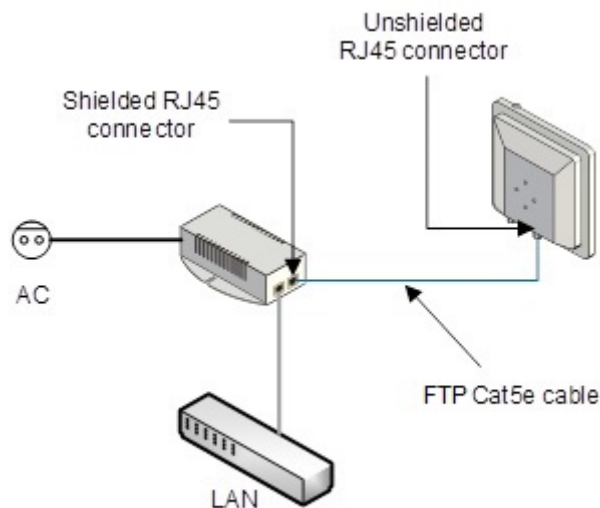 Unshielded
RJ45 connector
Shielded RJ45
connector
AC
FTP Cat5e cable
LAN